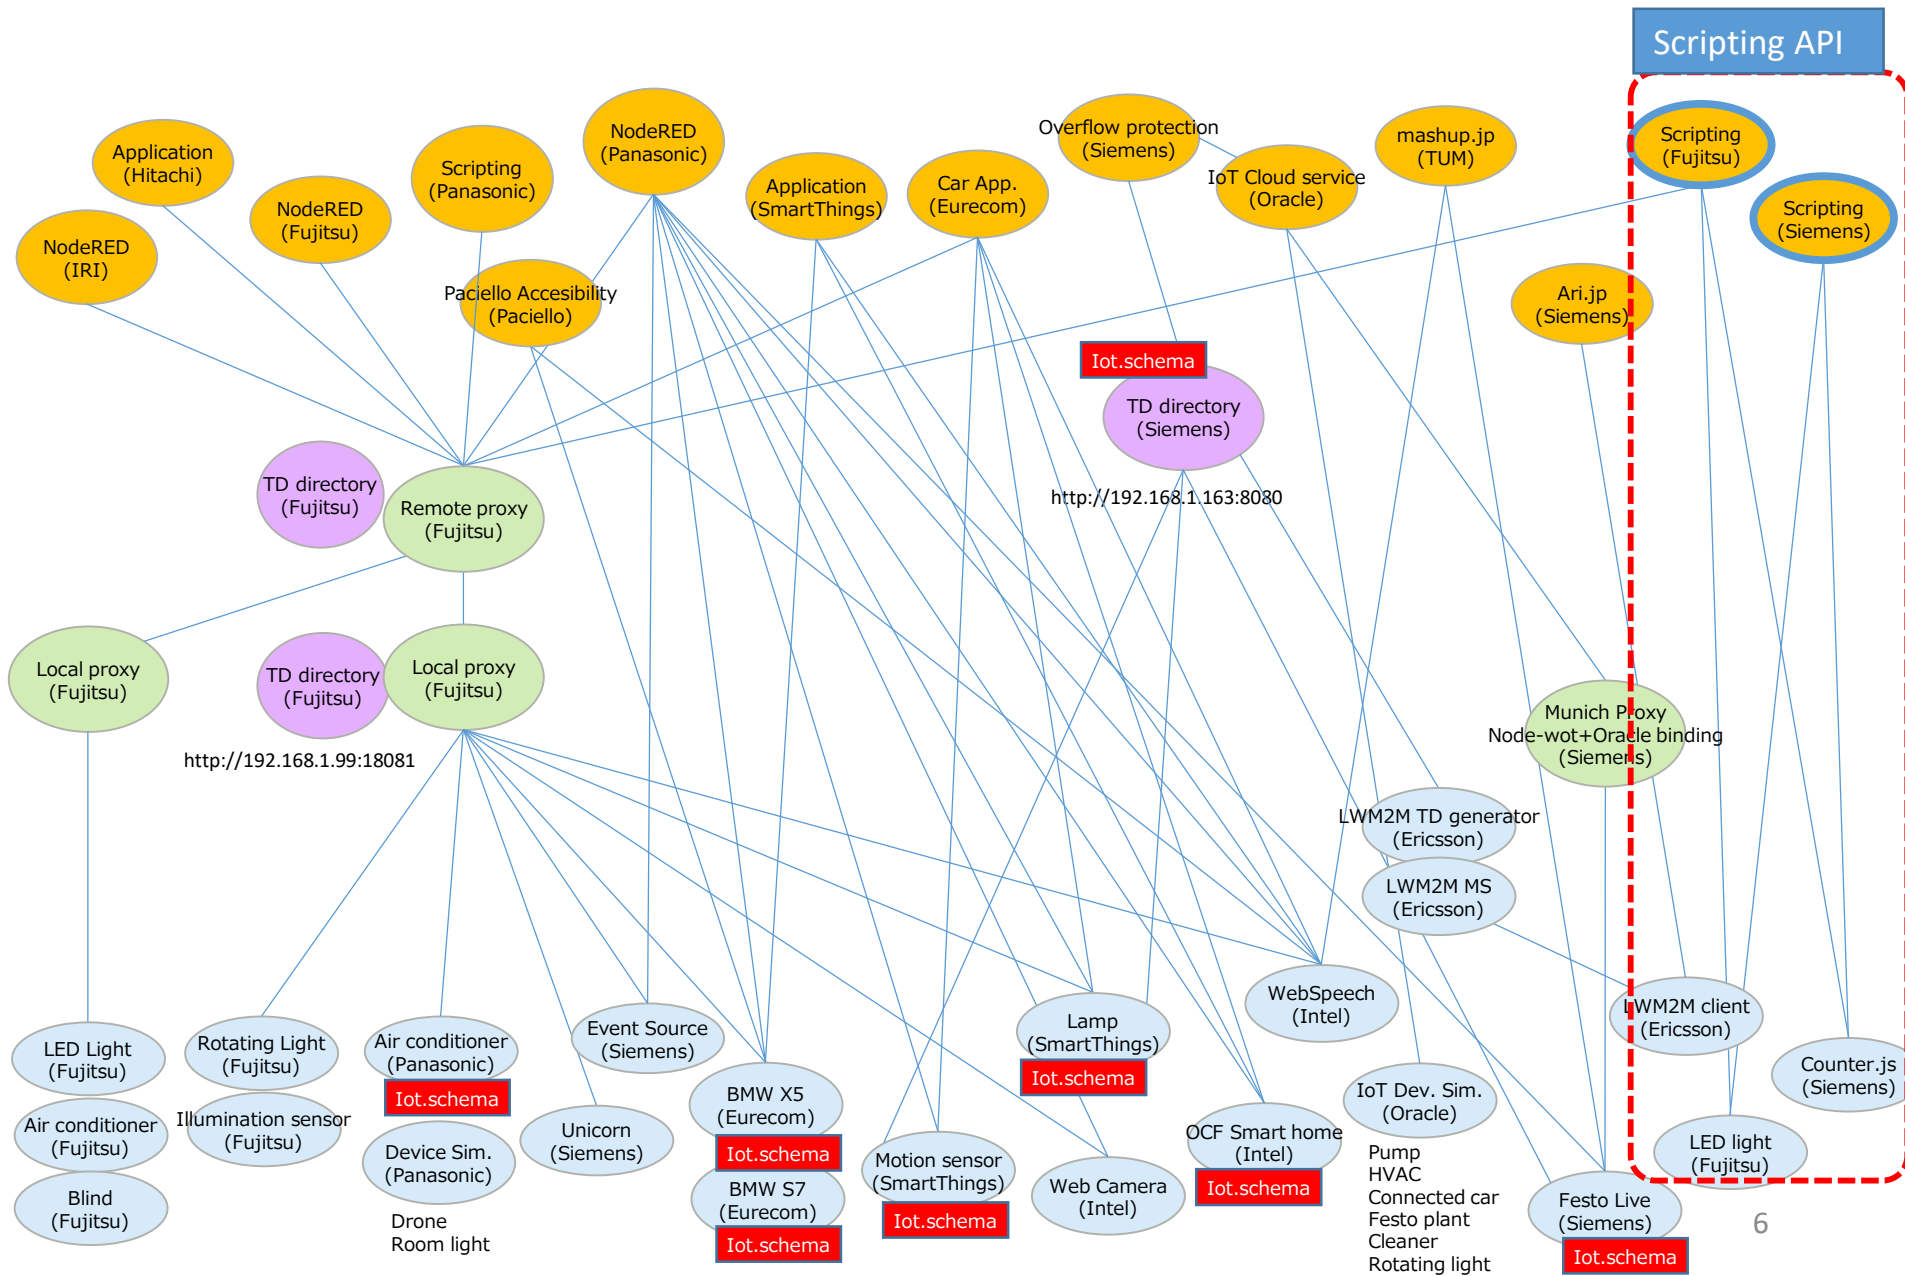 Scripting API
NodeRED
(Panasonic)
Overflow protection
(Siemens)
mashup.jp
(TUM)
Scripting
(Fujitsu)
Application
(Hitachi)
Scripting
(Panasonic)
Application
(SmartThings)
Car App.
(Eurecom)
IoT Cloud service
(Oracle)
Scripting
(Siemens)
NodeRED
(Fujitsu)
NodeRED
(IRI)
Paciello Accesibility
(Paciello)
Ari.jp
(Siemens)
Iot.schema
TD directory
(Siemens)
http://192.168.1.163:8080
TD directory
(Fujitsu)
Remote proxy
(Fujitsu)
Local proxy
(Fujitsu)
TD directory
(Fujitsu)
Local proxy
(Fujitsu)
http://192.168.1.99:18081
Munich Proxy
Node-wot+Oracle binding
(Siemens)
LWM2M TD generator
(Ericsson)
LWM2M MS
(Ericsson)
WebSpeech
(Intel)
LWM2M client
(Ericsson)
LED Light
(Fujitsu)
Rotating Light
(Fujitsu)
Air conditioner
(Panasonic)
Iot.schema
Event Source
(Siemens)
Lamp
(SmartThings)
Iot.schema
Counter.js
(Siemens)
BMW X5
(Eurecom)
Iot.schema
IoT Dev. Sim.
(Oracle)
Air conditioner
(Fujitsu)
Illumination sensor
(Fujitsu)
Device Sim.
(Panasonic)
Unicorn
(Siemens)
OCF Smart home
(Intel)
Iot.schema
LED light
(Fujitsu)
Motion sensor
(SmartThings)
Iot.schema
Web Camera
(Intel)
BMW S7
(Eurecom)
Iot.schema
Blind
(Fujitsu)
Drone
Room light
Pump
HVAC
Connected car
Festo plant
Cleaner
Rotating light
Festo Live
(Siemens)
Iot.schema
6